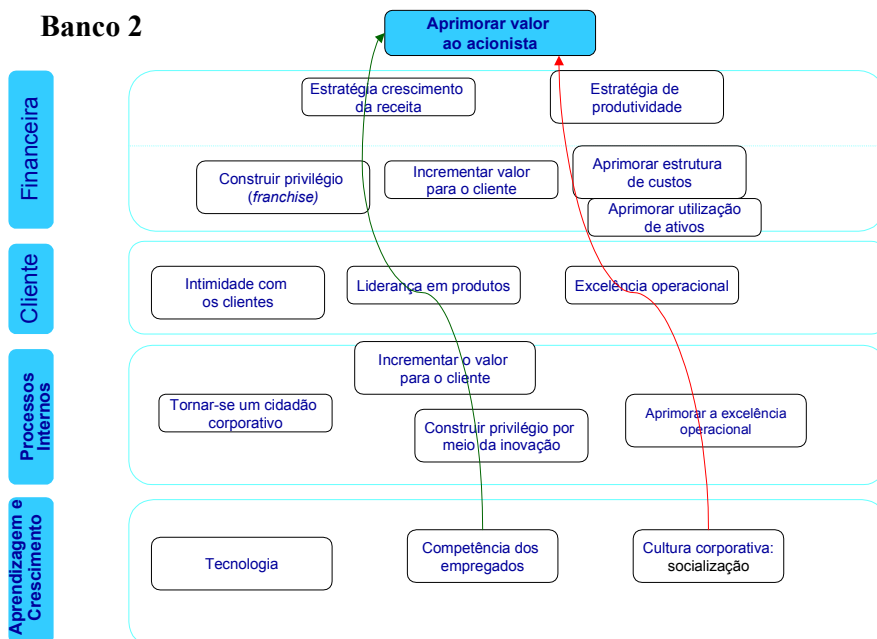 Banco 2
Aprimorar valor
ao acionista
Financeira
Estratégia crescimento
da receita
Estratégia de
produtividade
Construir privilégio
(franchise)
Incrementar valor
para o cliente
Aprimorar estrutura
de custos
Aprimorar utilização
de ativos
Cliente
Intimidade com
os clientes
Liderança em produtos
Excelência operacional
Processos
Internos
Incrementar o valor
para o cliente
Tornar-se um cidadão
corporativo
Construir privilégio por
meio da inovação
Aprimorar a excelência
operacional
Aprendizagem e
Crescimento
Tecnologia
Competência dos
empregados
Cultura corporativa:
socialização